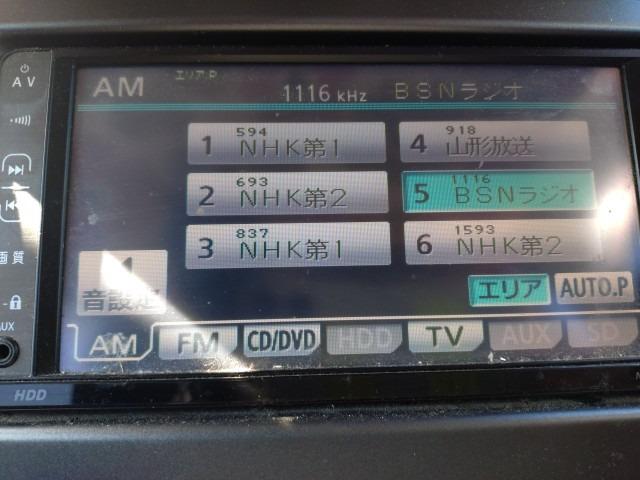 AV
AM エリア.P
1116 kHz BSNラジオ
1 594 NHK第1
4 918 山形放送
2 693 NHK第2
5 1116 BSNラジオ
3 837 NHK第1
6 1593 NHK第2
画質
音設定
エリア AUTO.P
AUX
AM FM CD/DVD HDD TV AUX SD
HDD